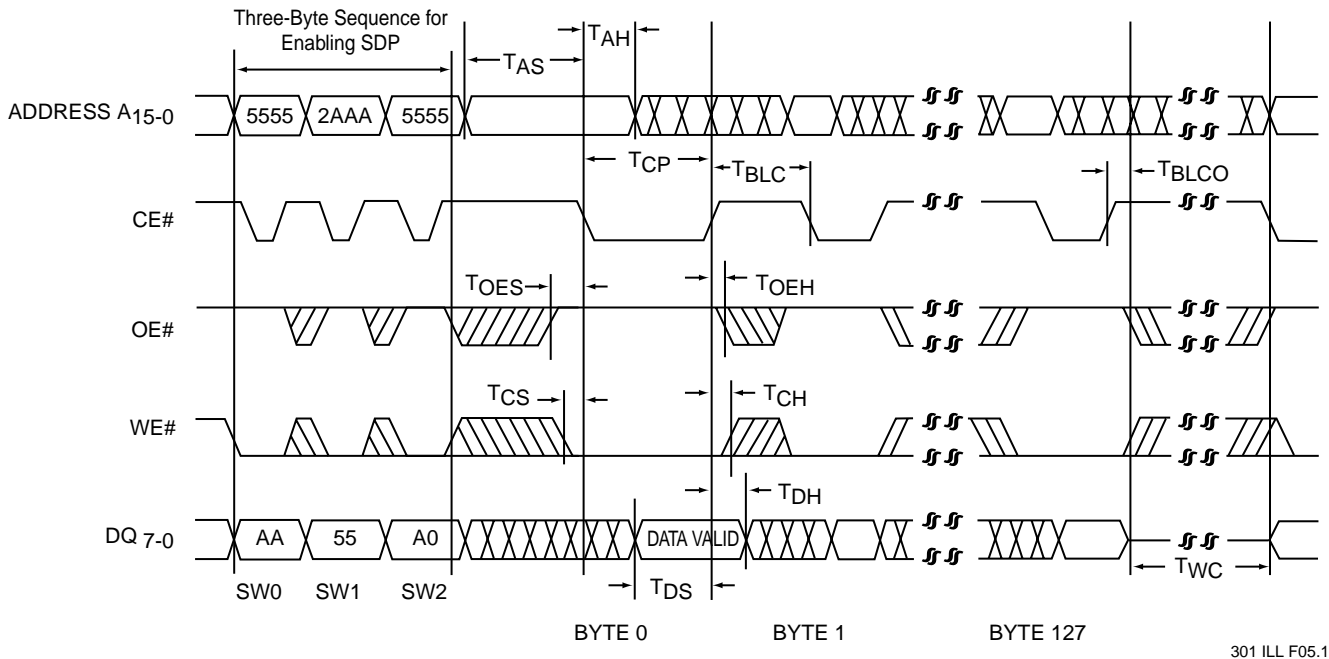 Three-Byte Sequence for
Enabling SDP
TAH
TAS
ADDRESS A15-0
5555 2AAA 5555
TCP
TBLC
TBLCO
CE#
TOES
TOEH
OE#
TCS
TCH
WE#
TDH
DQ 7-0
AA 55 A0
DATA VALID
TWC
SW0 SW1 SW2
TDS
BYTE 0 BYTE 1 BYTE 127
301 ILL F05.1